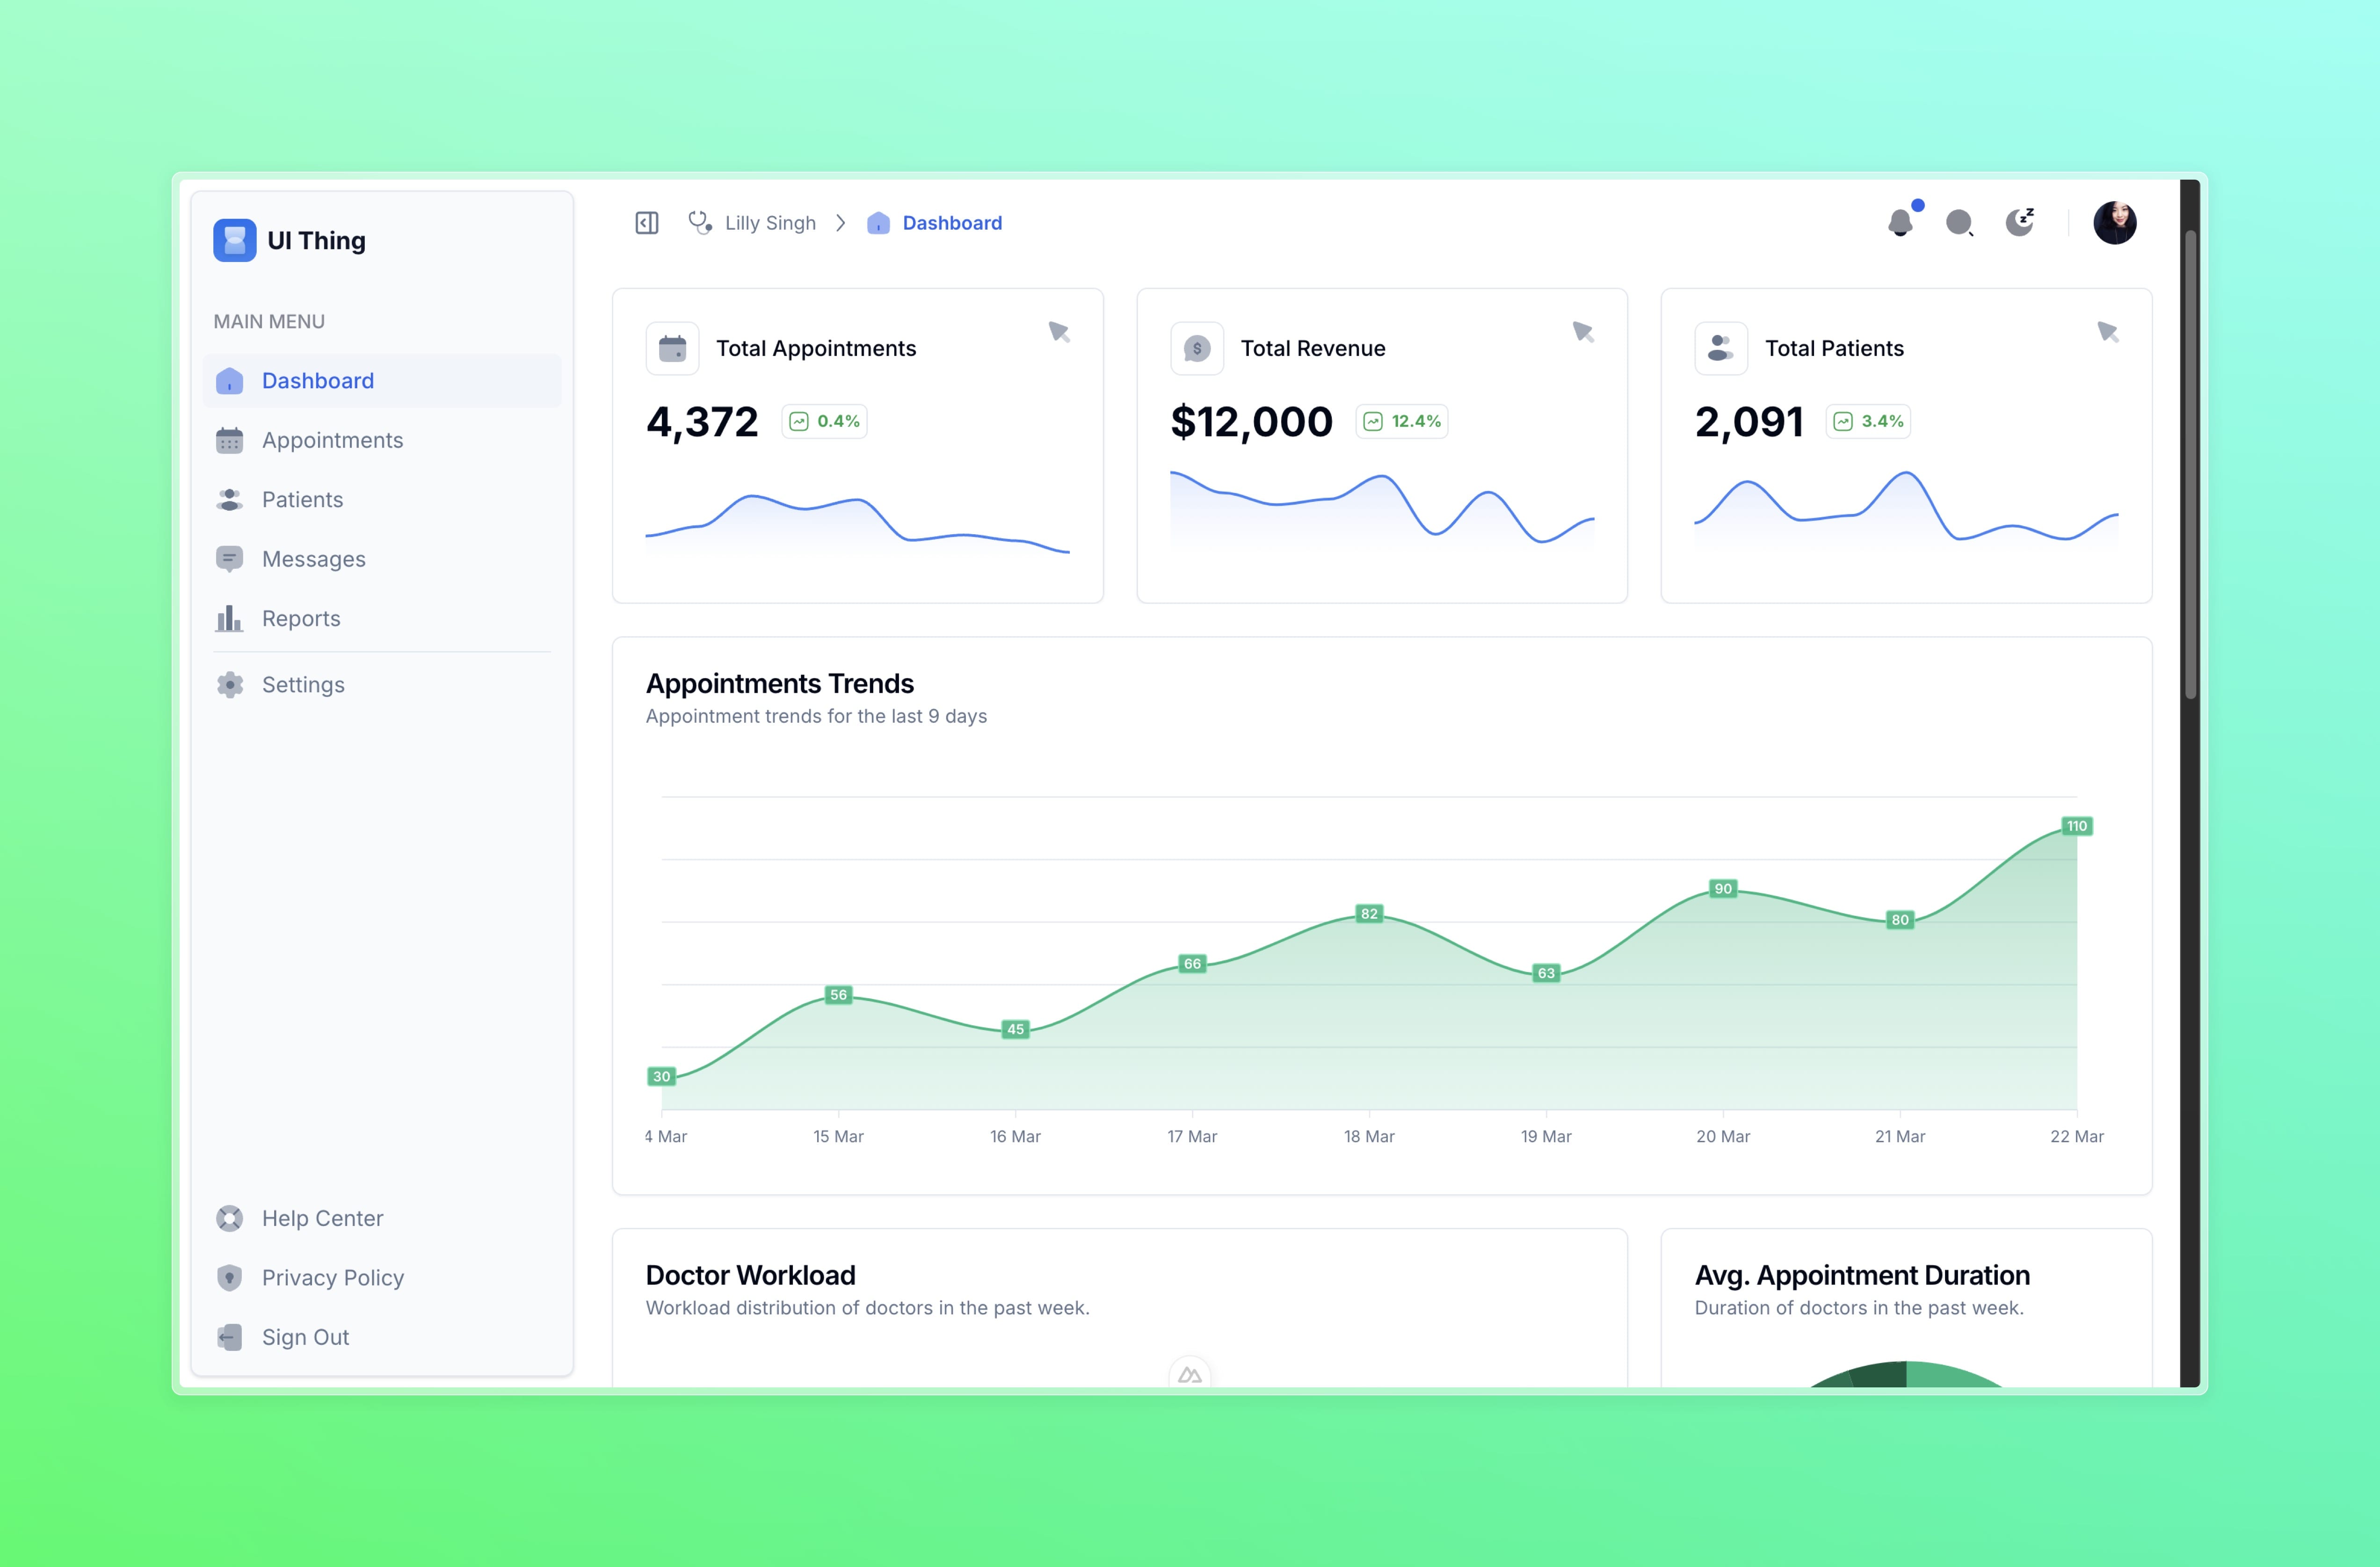 UI Thing
MAIN MENU
Dashboard
Appointments
Patients
Messages
Reports
Settings
Help Center
Privacy Policy
Sign Out
Lilly Singh
Dashboard
Total Appointments
4,372
0.4%
Total Revenue
$12,000
12.4%
Total Patients
2,091
3.4%
Appointments Trends
Appointment trends for the last 9 days
110
90
82
80
66
63
56
45
30
4 Mar
15 Mar
16 Mar
17 Mar
18 Mar
19 Mar
20 Mar
21 Mar
22 Mar
Doctor Workload
Workload distribution of doctors in the past week.
Avg. Appointment Duration
Duration of doctors in the past week.